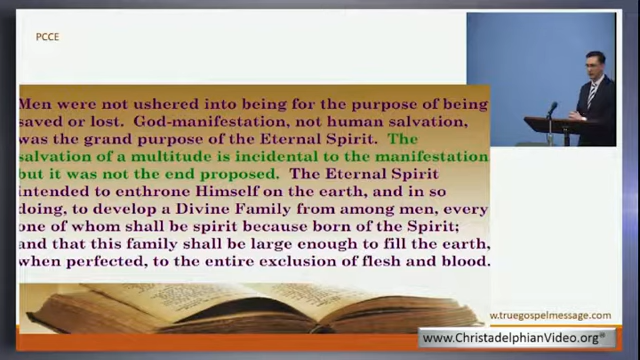 PCCE
Men were not ushered into being for the purpose of being
saved or lost. God-manifestation, not human salvation,
was the grand purpose of the Eternal Spirit. The
salvation of a multitude is incidental to the manifestation
but it was not the end proposed. The Eternal Spirit
intended to enthrone Himself on the earth, and in so
doing, to develop a Divine Family from among men, every
one of whom shall be spirit because born of the Spirit;
and that this family shall be large enough to fill the earth,
when perfected, to the entire exclusion of flesh and blood.
w.truegospelmessage.com
www.ChristadelphianVideo.org®